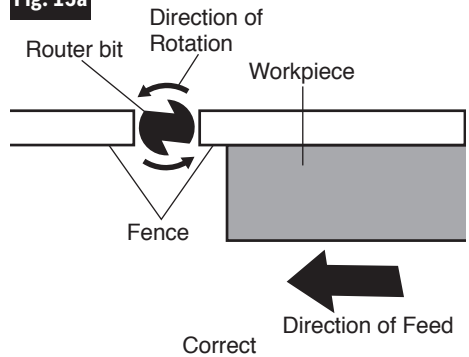 Fig. 15a
Direction of
Rotation
Router bit
Workpiece
Fence
Direction of Feed
Correct